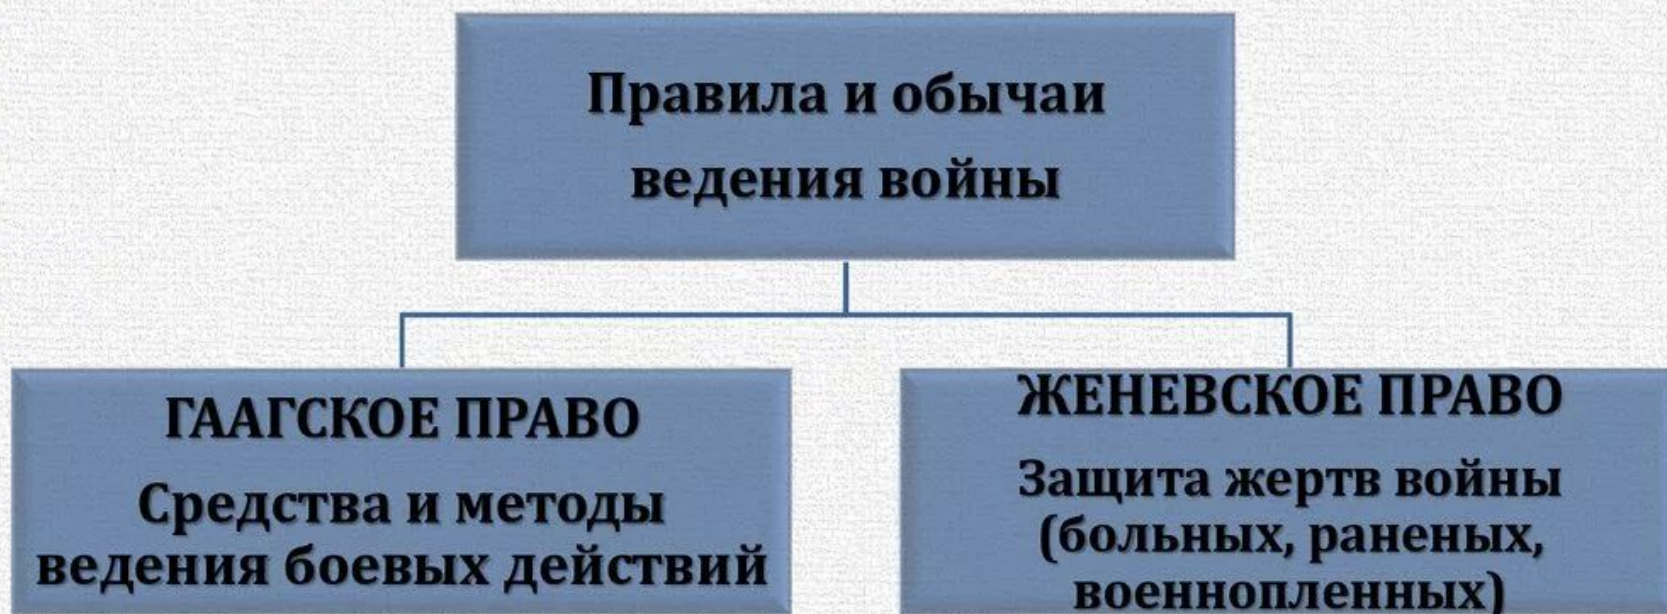 Правила и обычаи
ведения войны
ГААГСКОЕ ПРАВО
Средства и методы
ведения боевых действий
ЖЕНЕВСКОЕ ПРАВО
Защита жертв войны
(больных, раненых,
военнопленных)